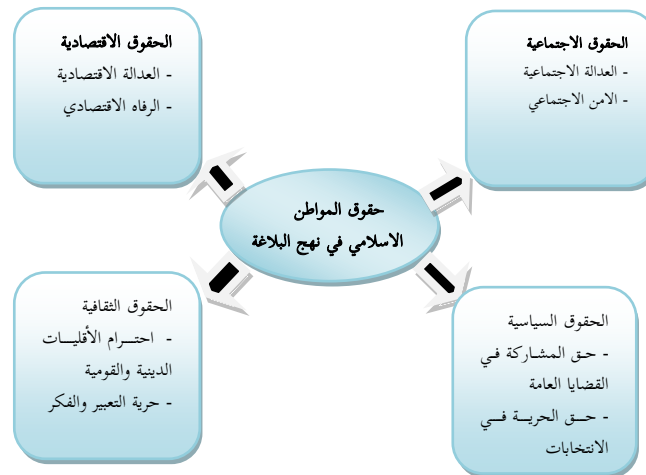 الحقوق الاجتماعية
- العدالة الاجتماعية
- الامن الاجتماعي
الحقوق الاقتصادية
- العدالة الاقتصادية
- الرفاه الاقتصادي
حقوق المواطن
الاسلامي في نهج البلاغة
الحقوق السياسية
- حق المشاركة في
القضايا العامة
- حق الحرية في
الانتخابات
الحقوق الثقافية
- احترام الأقليات
الدينية والقومية
- حرية التعبير والفكر